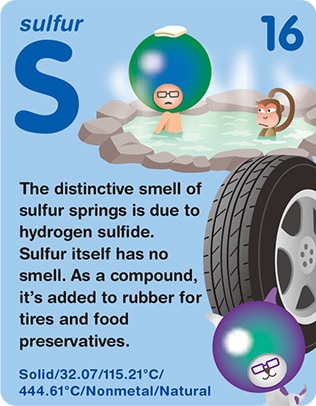 sulfur
16
S
The distinctive smell of
sulfur springs is due to
hydrogen sulfide.
Sulfur itself has no
smell. As a compound,
it's added to rubber for
tires and food
preservatives.
Solid/32.07/115.21°C/
444.61°C/Nonmetal/Natural